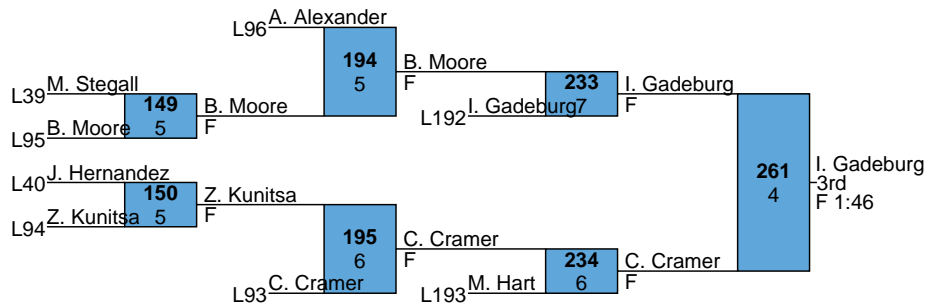 A. Alexander
L96
194
5
B. Moore
F
M. Stegall
L39
149
5
B. Moore
F
B. Moore
L95
233
7
I. Gadeburg
L192
I. Gadeburg
F
J. Hernandez
L40
150
5
Z. Kunitsa
F
Z. Kunitsa
L94
261
4
I. Gadeburg
3rd
F 1:46
195
6
C. Cramer
F
C. Cramer
L93
234
6
M. Hart
L193
C. Cramer
F